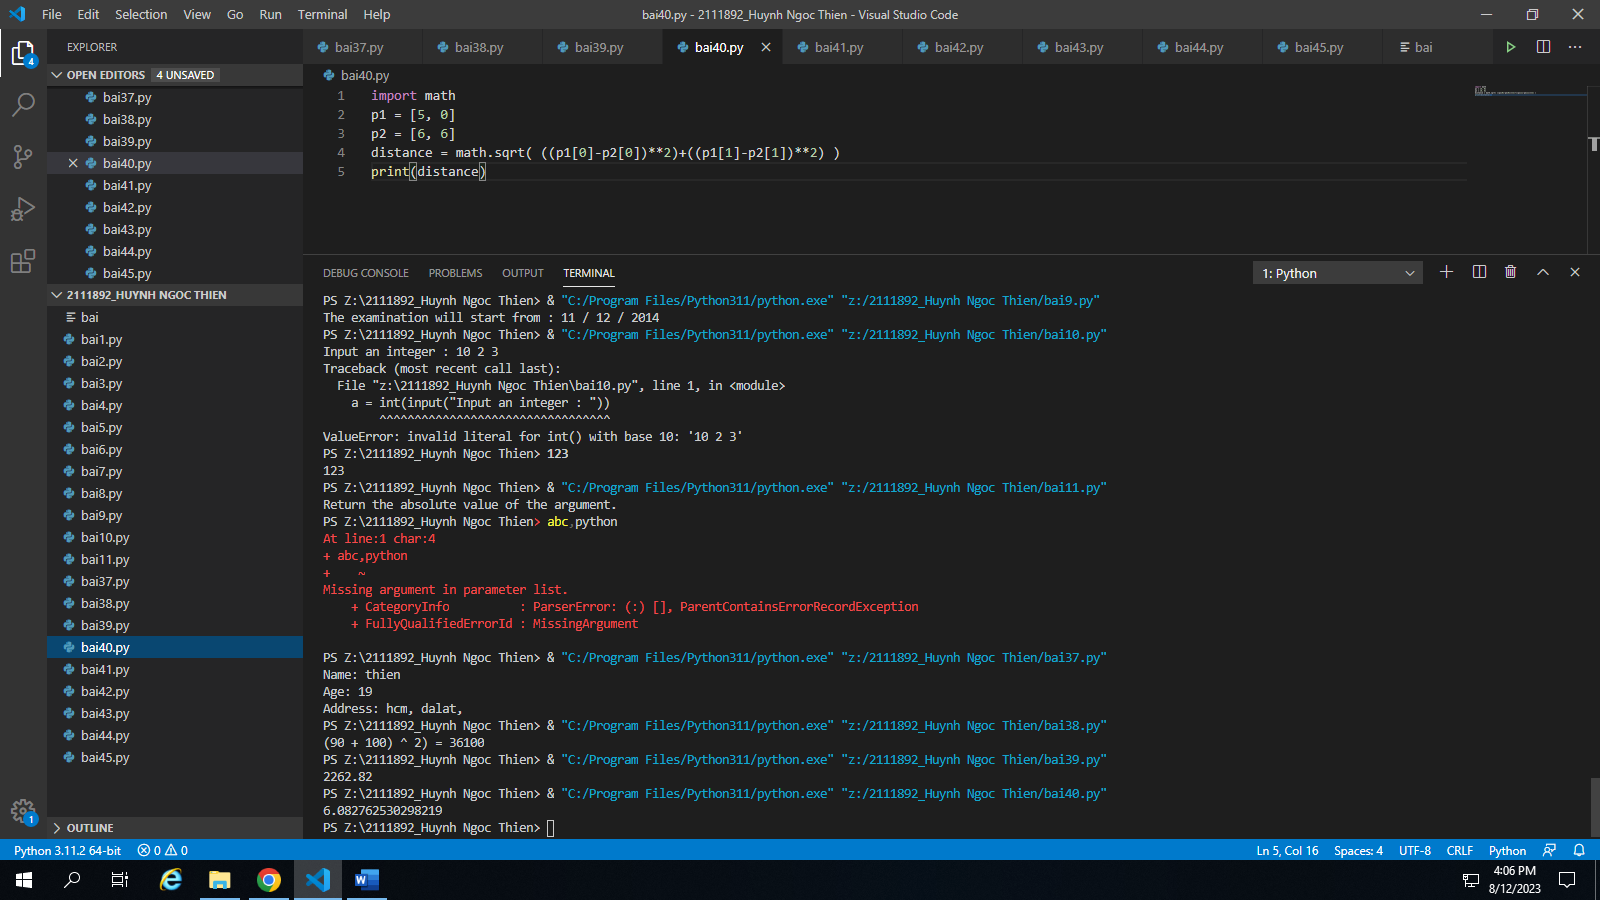 File Edit Selection View Go Run Terminal Help
bai40.py - 2111892_Huynh Ngoc Thien - Visual Studio Code
EXPLORER
OPEN EDITORS 4 UNSAVED
bai37.py
bai38.py
bai39.py
bai40.py
bai41.py
bai42.py
bai43.py
bai44.py
bai45.py
2111892_HUYNH NGOC THIEN
bai
bai1.py
bai2.py
bai3.py
bai4.py
bai5.py
bai6.py
bai7.py
bai8.py
bai9.py
bai10.py
bai11.py
bai37.py
bai38.py
bai39.py
bai40.py
bai41.py
bai42.py
bai43.py
bai44.py
bai45.py
OUTLINE
4
1
bai37.py bai38.py bai39.py bai40.py bai41.py bai42.py bai43.py bai44.py bai45.py bai
bai40.py
1 import math
2 p1 = [5, 0]
3 p2 = [6, 6]
4 distance = math.sqrt( ((p1[0]-p2[0])**2)+((p1[1]-p2[1])**2) )
5 print(distance)
DEBUG CONSOLE PROBLEMS OUTPUT TERMINAL
1: Python
PS Z:\2111892_Huynh Ngoc Thien> & "C:/Program Files/Python311/python.exe" "z:/2111892_Huynh Ngoc Thien/bai9.py"
The examination will start from : 11 / 12 / 2014
PS Z:\2111892_Huynh Ngoc Thien> & "C:/Program Files/Python311/python.exe" "z:/2111892_Huynh Ngoc Thien/bai10.py"
Input an integer : 10 2 3
Traceback (most recent call last):
File "z:\2111892_Huynh Ngoc Thien\bai10.py", line 1, in <module>
a = int(input("Input an integer : "))
^^^^^^^^^^^^^^^^^^^^^^^^^^^^^^^^^
ValueError: invalid literal for int() with base 10: '10 2 3'
PS Z:\2111892_Huynh Ngoc Thien> 123
123
PS Z:\2111892_Huynh Ngoc Thien> & "C:/Program Files/Python311/python.exe" "z:/2111892_Huynh Ngoc Thien/bai11.py"
Return the absolute value of the argument.
PS Z:\2111892_Huynh Ngoc Thien> abc,python
At line:1 char:4
+ abc,python
+ ~
Missing argument in parameter list.
+ CategoryInfo : ParserError: (:) [], ParentContainsErrorRecordException
+ FullyQualifiedErrorId : MissingArgument
PS Z:\2111892_Huynh Ngoc Thien> & "C:/Program Files/Python311/python.exe" "z:/2111892_Huynh Ngoc Thien/bai37.py"
Name: thien
Age: 19
Address: hcm, dalat,
PS Z:\2111892_Huynh Ngoc Thien> & "C:/Program Files/Python311/python.exe" "z:/2111892_Huynh Ngoc Thien/bai38.py"
(90 + 100) ^ 2) = 36100
PS Z:\2111892_Huynh Ngoc Thien> & "C:/Program Files/Python311/python.exe" "z:/2111892_Huynh Ngoc Thien/bai39.py"
2262.82
PS Z:\2111892_Huynh Ngoc Thien> & "C:/Program Files/Python311/python.exe" "z:/2111892_Huynh Ngoc Thien/bai40.py"
6.082762530298219
PS Z:\2111892_Huynh Ngoc Thien>
Python 3.11.2 64-bit 0 0 Ln 5, Col 16 Spaces: 4 UTF-8 CRLF Python
4:06 PM
8/12/2023